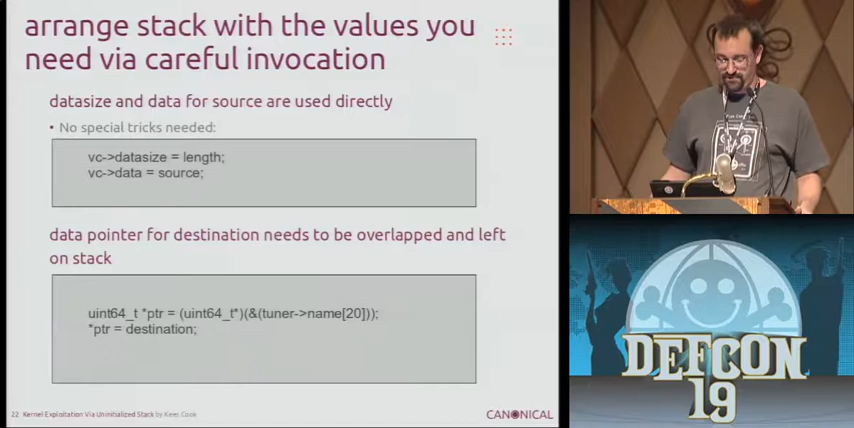 arrange stack with the values you
need via careful invocation
datasize and data for source are used directly
• No special tricks needed:
vc->datasize = length;
vc->data = source;
data pointer for destination needs to be overlapped and left
on stack
uint64_t *ptr = (uint64_t*)(&(tuner->name[20]));
*ptr = destination;
22 Kernel Exploitation Via Uninitialized Stack by Kees Cook
CANONICAL
DEFCON
19